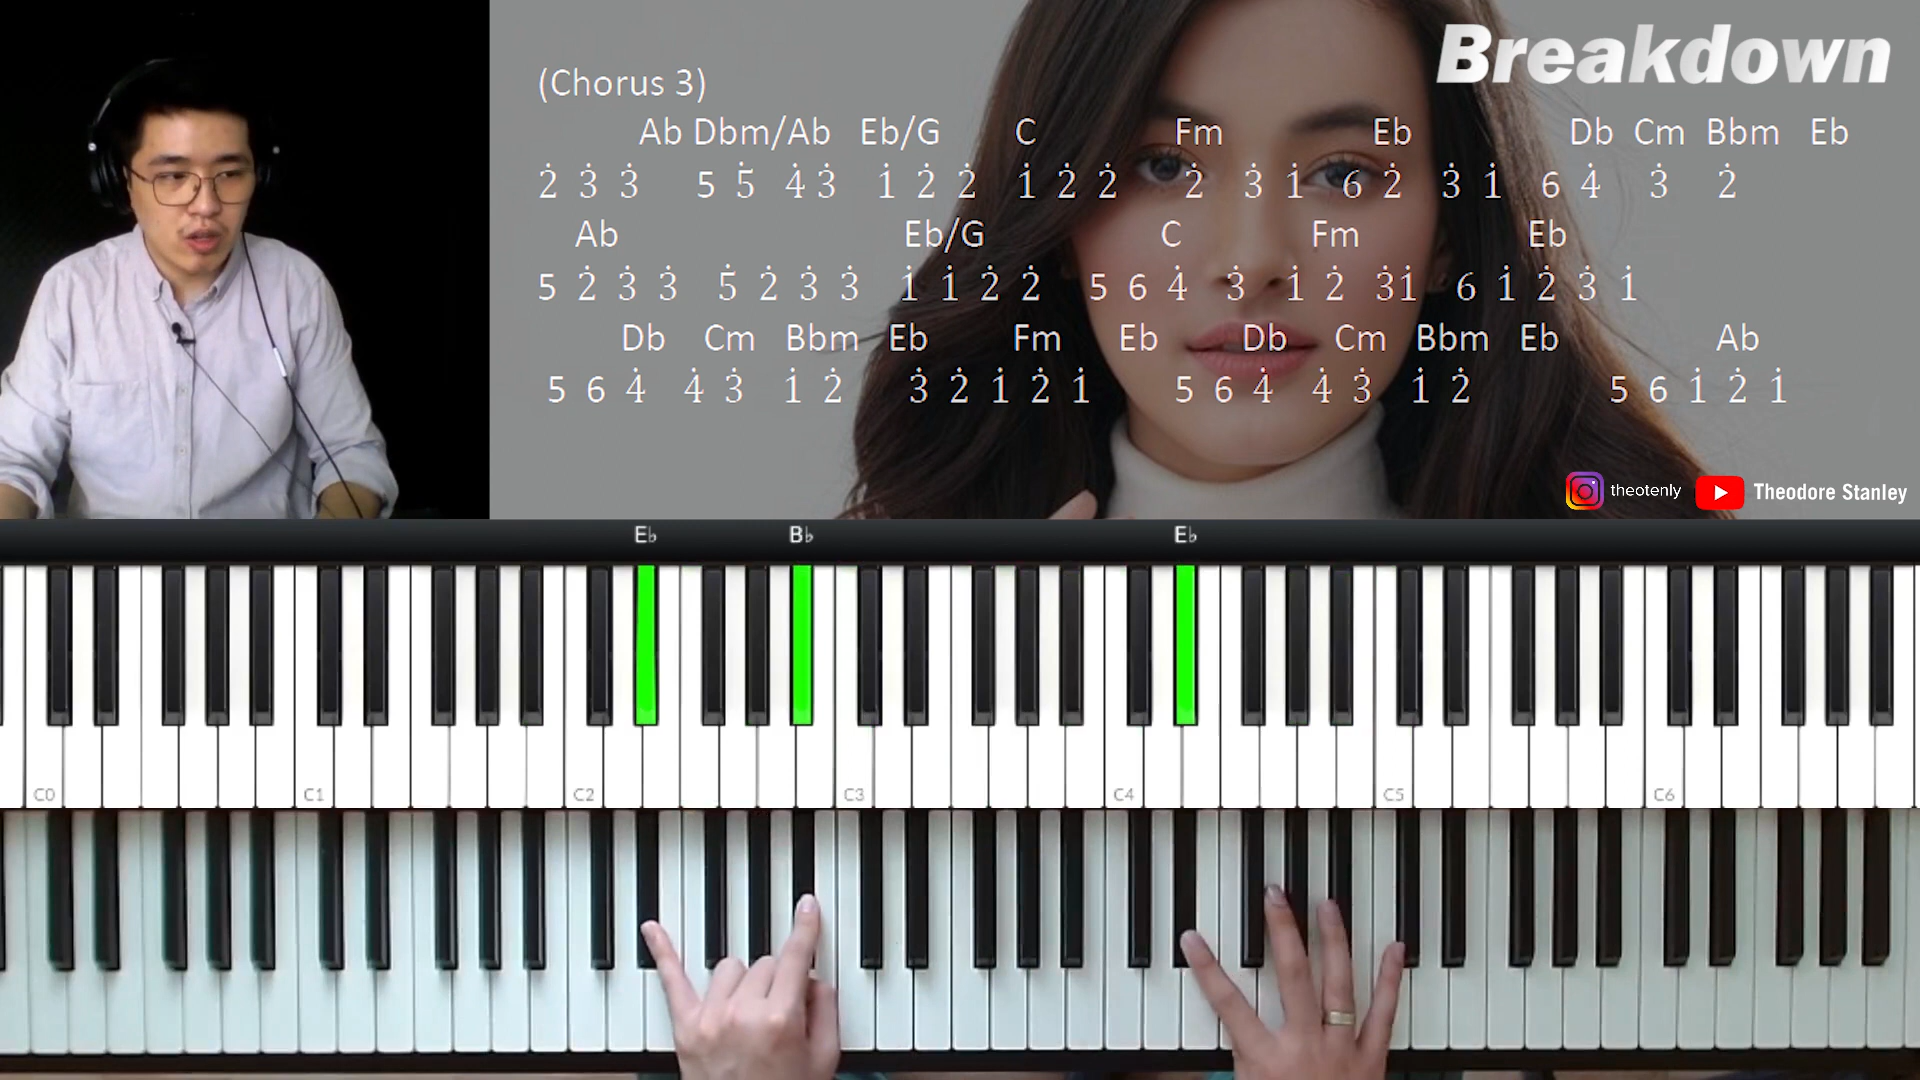 Breakdown
(Chorus 3)
Ab Dbm/Ab Eb/G C Fm Eb Db Cm Bbm Eb
2̇ 3̇ 3̇ 5 5̇ 4̇ 3̇ 1̇ 2̇ 2̇ 1̇ 2̇ 2̇ 2̇ 3̇ 1̇ 6 2̇ 3̇ 1̇ 6 4̇ 3̇ 2̇
Ab Eb/G C Fm Eb
5 2̇ 3̇ 3̇ 5̇ 2̇ 3̇ 3̇ 1̇ 1̇ 2̇ 2̇ 5 6 4̇ 3̇ 1̇ 2̇ 3̇1̇ 6 1̇ 2̇ 3̇ 1̇
Db Cm Bbm Eb Fm Eb Db Cm Bbm Eb Ab
5 6 4̇ 4̇ 3̇ 1̇ 2̇ 3̇ 2̇ 1̇ 2̇ 1̇ 5 6 4̇ 4̇ 3̇ 1̇ 2̇ 5 6 1̇ 2̇ 1̇
theotenly Theodore Stanley
E♭ B♭ E♭
C0 C1 C2 C3 C4 C5 C6